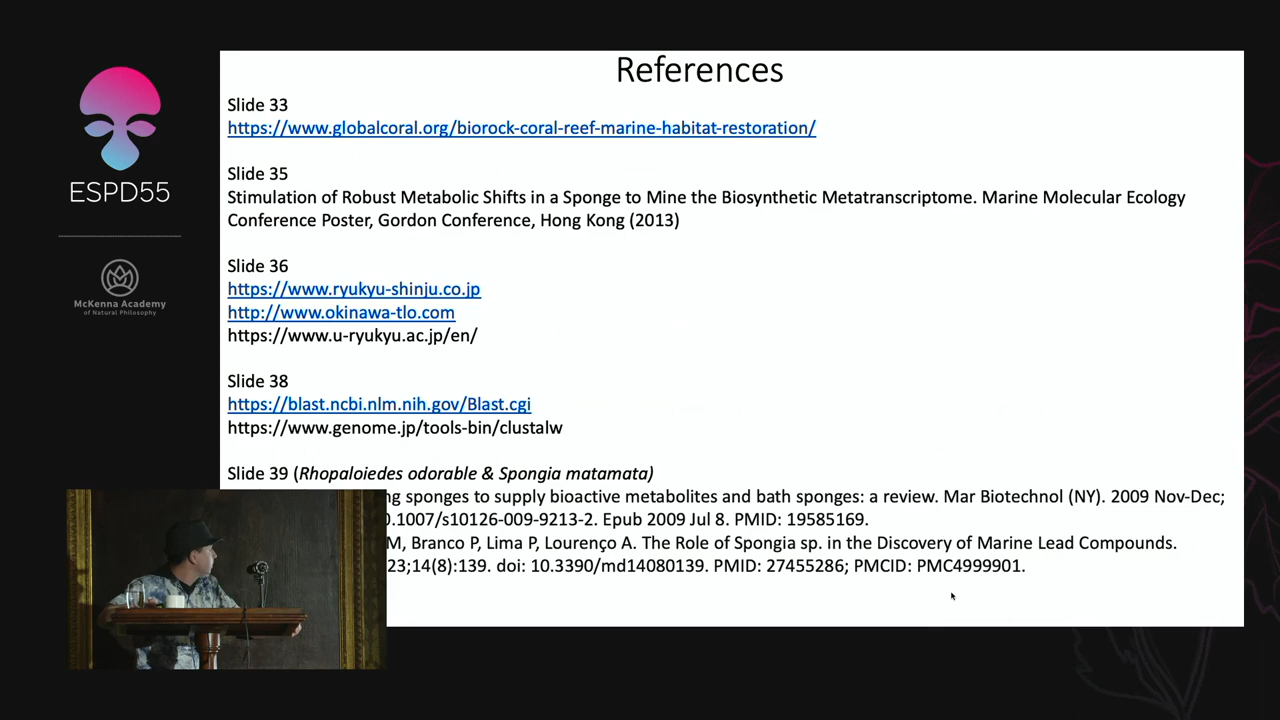 References
Slide 33
https://www.globalcoral.org/biorock-coral-reef-marine-habitat-restoration/
Slide 35
Stimulation of Robust Metabolic Shifts in a Sponge to Mine the Biosynthetic Metatranscriptome. Marine Molecular Ecology
Conference Poster, Gordon Conference, Hong Kong (2013)
Slide 36
https://www.ryukyu-shinju.co.jp
http://www.okinawa-tlo.com
https://www.u-ryukyu.ac.jp/en/
Slide 38
https://blast.ncbi.nlm.nih.gov/Blast.cgi
https://www.genome.jp/tools-bin/clustalw
Slide 39 (Rhopaloiedes odorable & Spongia matamata)
ng sponges to supply bioactive metabolites and bath sponges: a review. Mar Biotechnol (NY). 2009 Nov-Dec;
.1007/s10126-009-9213-2. Epub 2009 Jul 8. PMID: 19585169.
M, Branco P, Lima P, Lourenço A. The Role of Spongia sp. in the Discovery of Marine Lead Compounds.
23;14(8):139. doi: 10.3390/md14080139. PMID: 27455286; PMCID: PMC4999901.
ESPD55
McKenna Academy
of Natural Philosophy